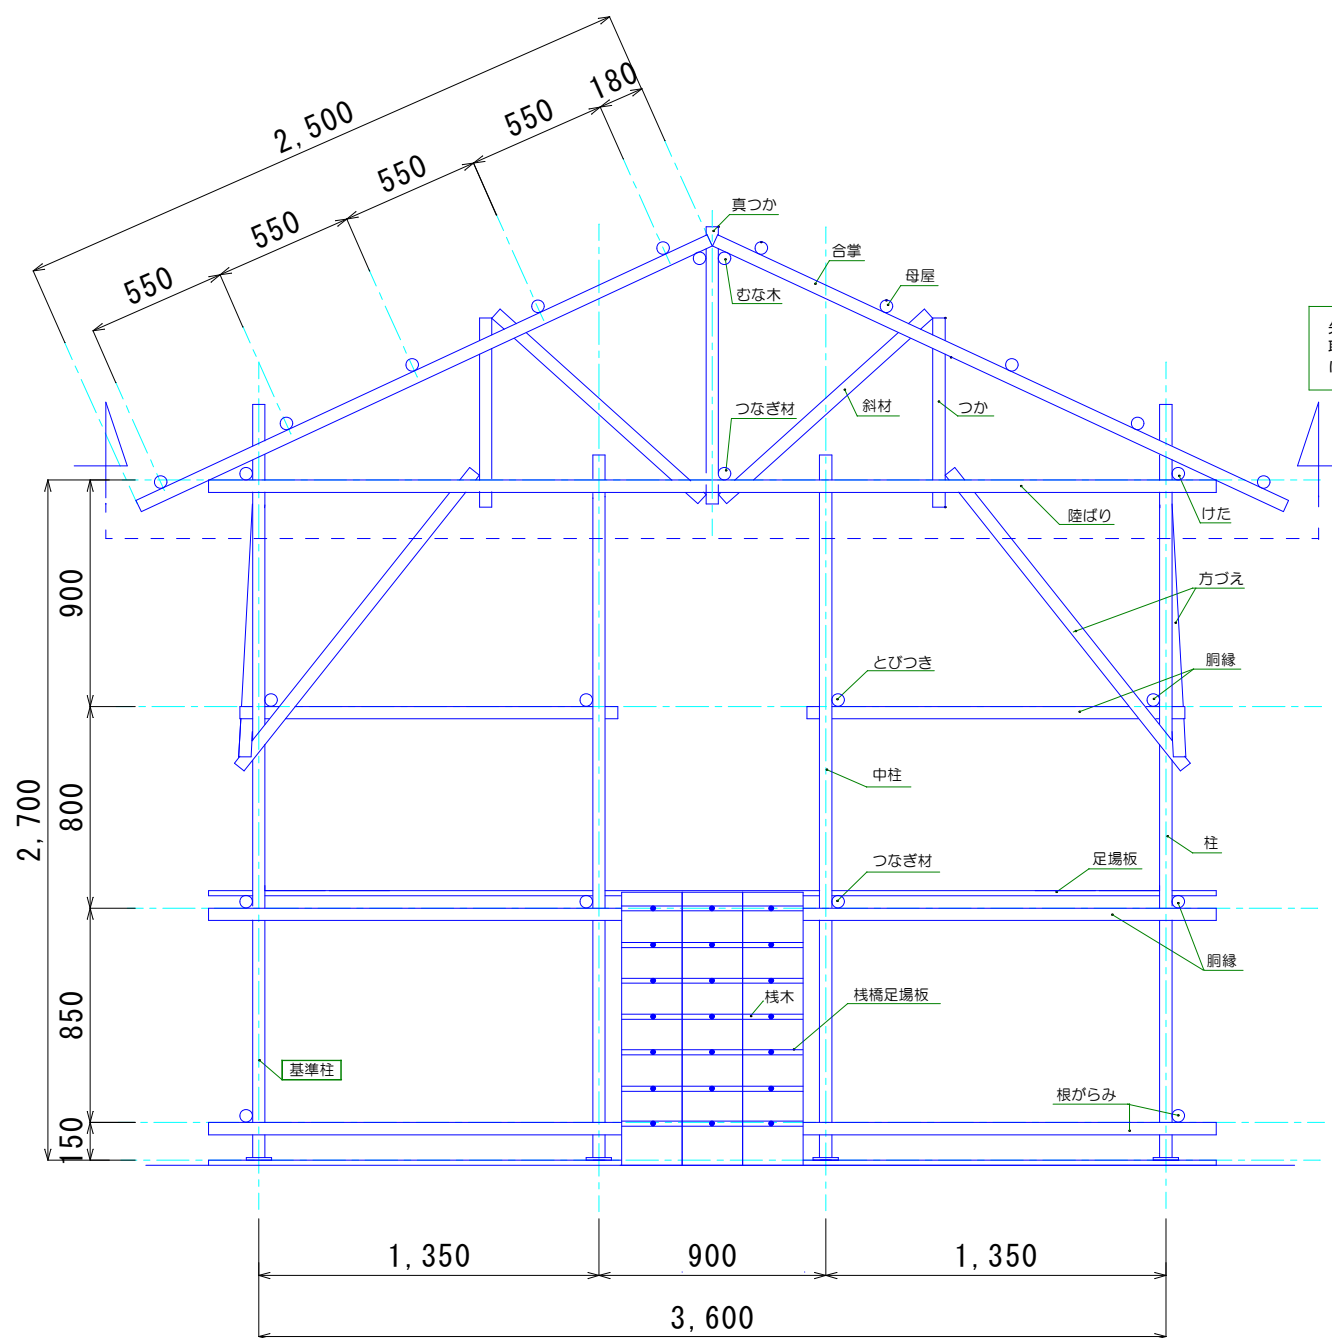 2,500
180
550
550
550
550
真つか
合掌
母屋
むな木
つなぎ材
斜材
つか
陸ばり
けた
方づえ
900
とびつき
胴縁
中柱
2,700
800
柱
つなぎ材
足場板
胴縁
桟木
桟橋足場板
850
基準柱
根がらみ
150
1,350
900
1,350
3,600